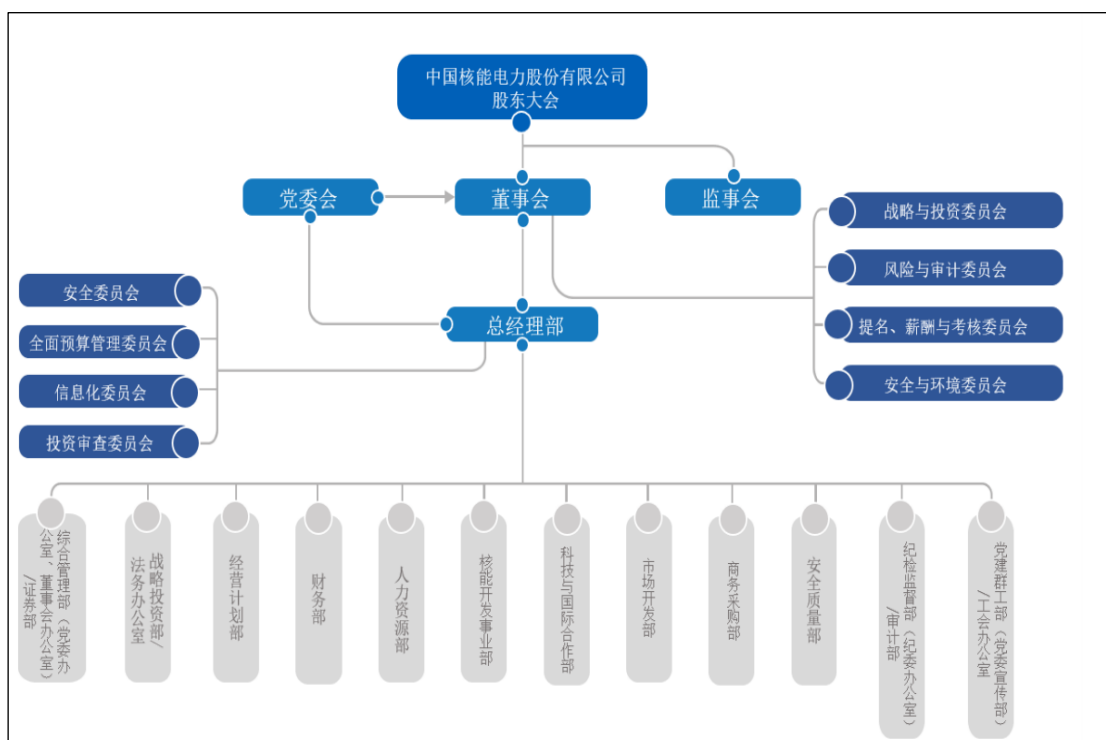 中国核能电力股份有限公司
股东大会
党委会
董事会
监事会
战略与投资委员会
风险与审计委员会
提名、薪酬与考核委员会
安全与环境委员会
安全委员会
全面预算管理委员会
信息化委员会
投资审查委员会
总经理部
综合管理部（党委办
公室、董事会办公室）
/证券部
战略投资部/
法务办公室
经营计划部
财务部
人力资源部
核能开发事业部
科技与国际合作部
市场开发部
商务采购部
安全质量部
纪检监督部（纪委办公室）
/审计部
党建群工部（党委宣传部）
/工会办公室